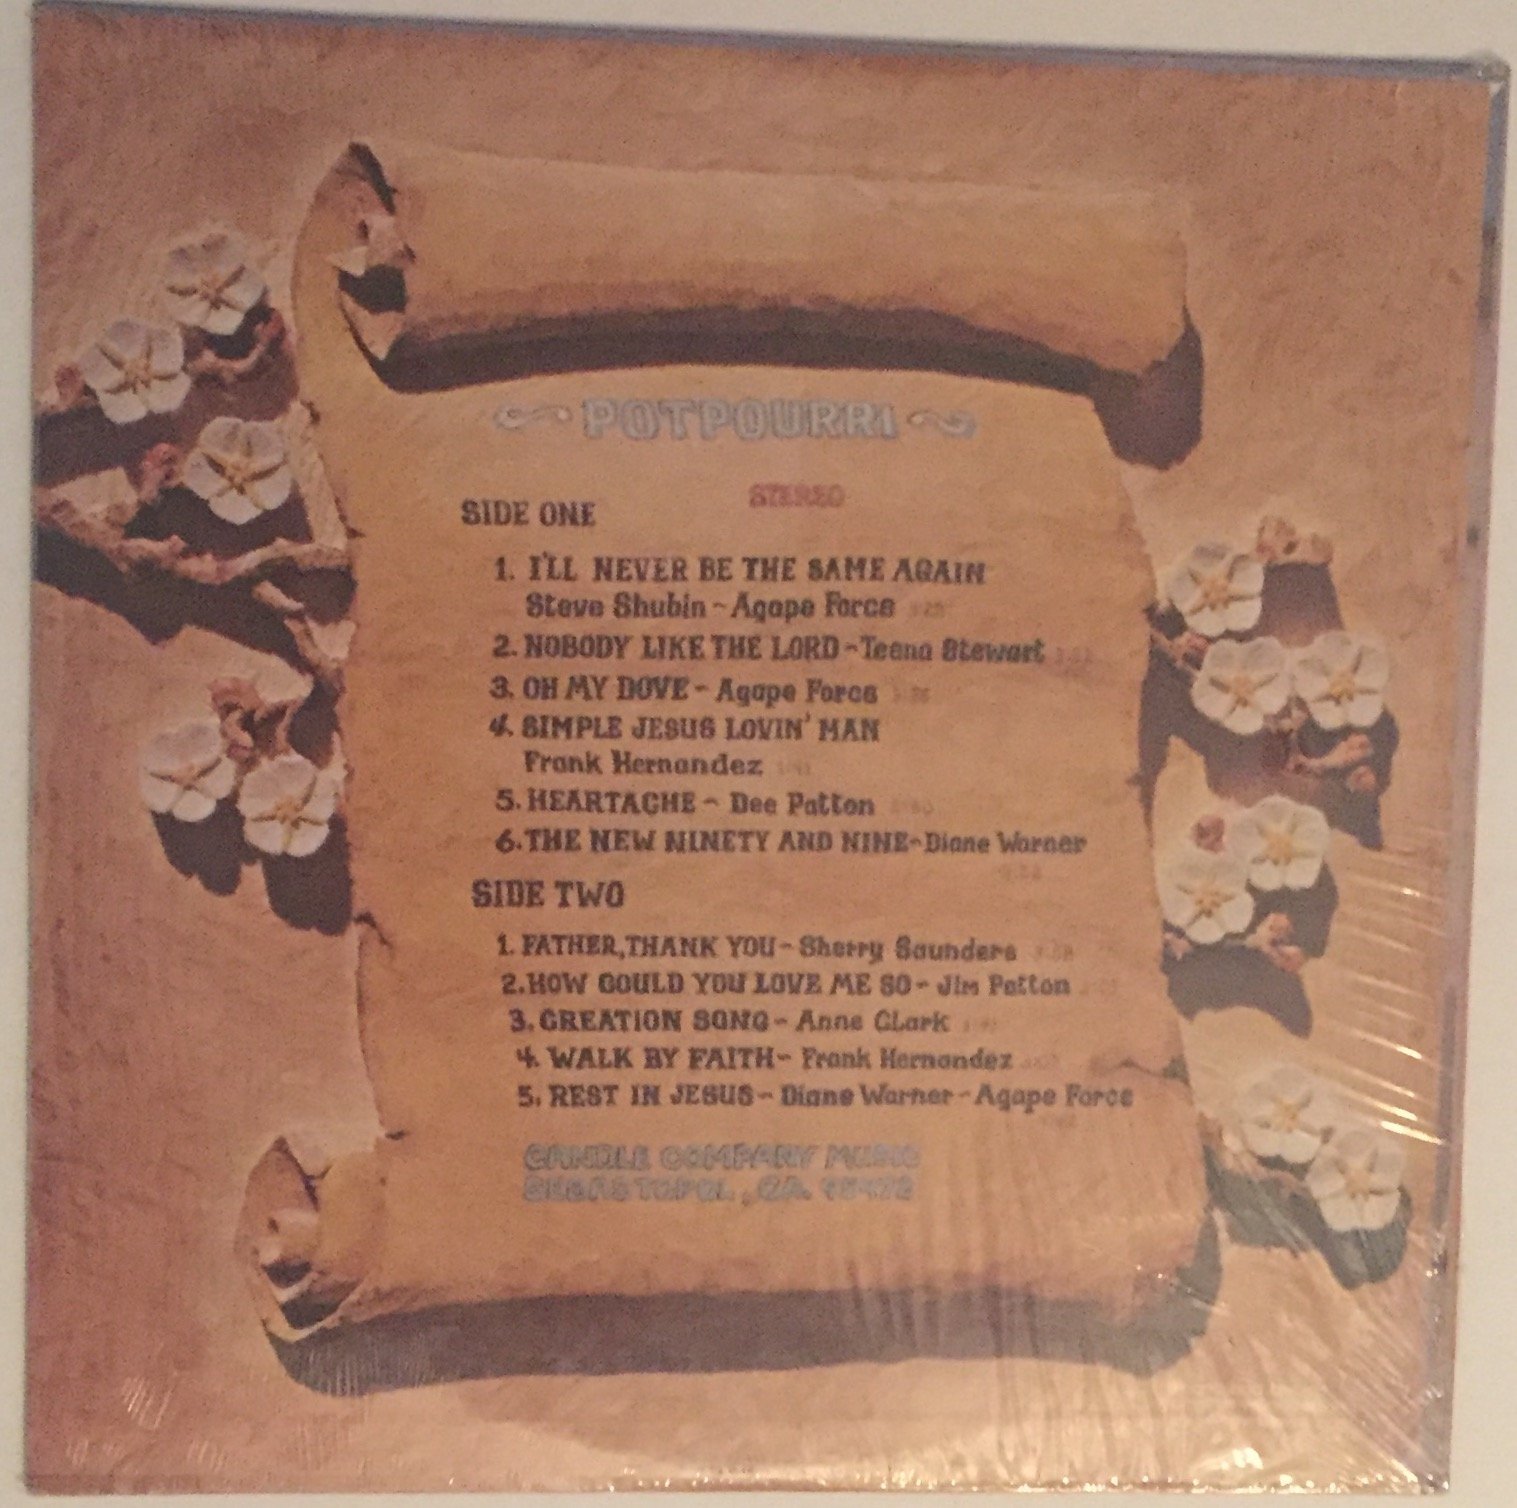 POTPOURRI
STEREO
SIDE ONE
1. I'LL NEVER BE THE SAME AGAIN
Steve Shubin ~ Agape Force
2. NOBODY LIKE THE LORD ~ Teena Stewart
3. OH MY DOVE ~ Agape Force
4. SIMPLE JESUS LOVIN' MAN
Frank Hernandez
5. HEARTACHE ~ Dee Patton
6. THE NEW NINETY AND NINE ~ Diane Warner
SIDE TWO
1. FATHER, THANK YOU ~ Sherry Saunders
2. HOW COULD YOU LOVE ME SO ~ Jim Patton
3. CREATION SONG ~ Anne Clark
4. WALK BY FAITH ~ Frank Hernandez
5. REST IN JESUS ~ Diane Warner ~ Agape Force
CANDLE COMPANY MUSIC
SEBASTOPOL, CA. 95472